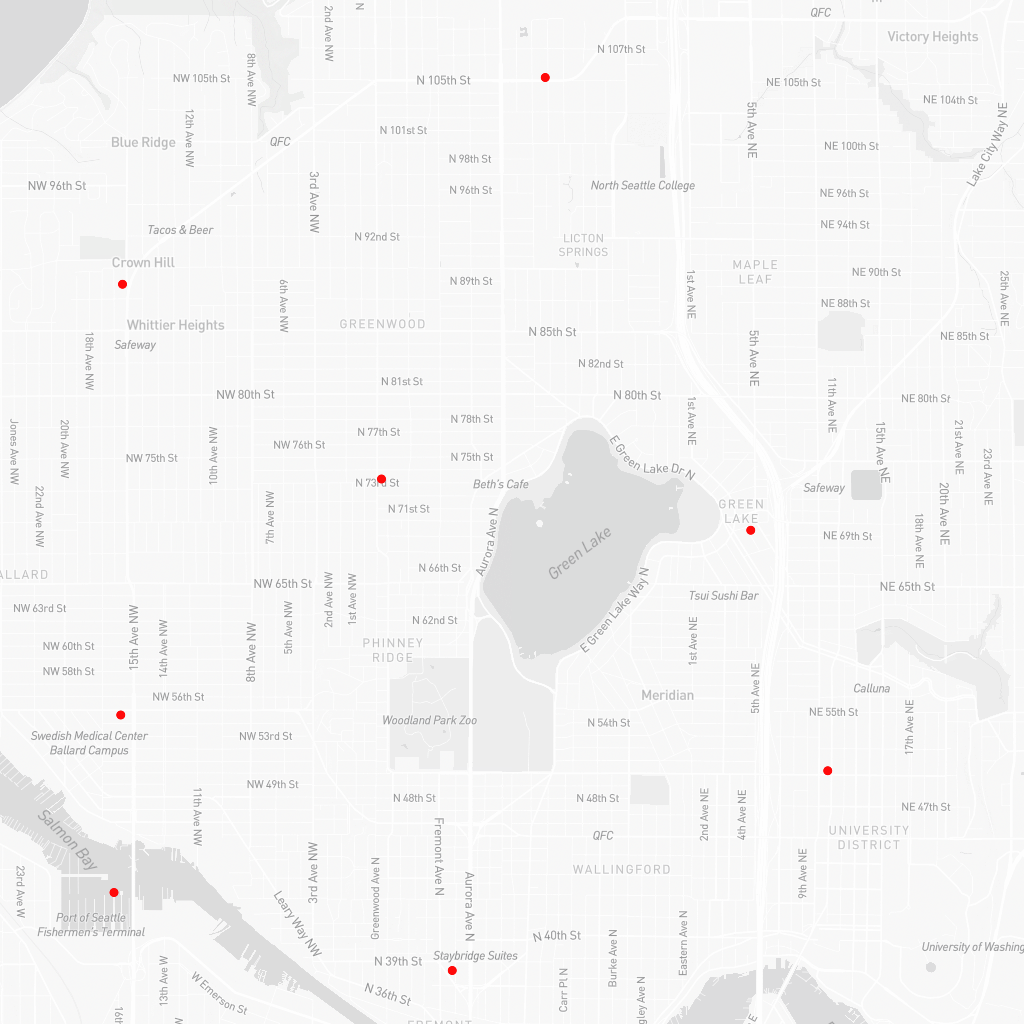 2nd Ave NW
N
QFC
Victory Heights
N 107th St
NW 105th St
8th Ave NW
N 105th St
NE 105th St
NE 104th St
12th Ave NW
N 101st St
5th Ave NE
Lake City Way NE
Blue Ridge
QFC
NE 100th St
N 98th St
NW 96th St
N 96th St
North Seattle College
NE 96th St
3rd Ave NW
Tacos & Beer
NE 94th St
N 92nd St
LICTON
SPRINGS
Crown Hill
MAPLE
LEAF
NE 90th St
N 89th St
1st Ave NE
25th Ave NE
6th Ave NW
NE 88th St
Whittier Heights
GREENWOOD
N 85th St
NE 85th St
Safeway
18th Ave NW
5th Ave NE
N 82nd St
N 81st St
NW 80th St
N 80th St
NE 80th St
11th Ave NE
1st Ave NE
N 78th St
N 77th St
Jones Ave NW
20th Ave NW
10th Ave NW
NW 76th St
15th Ave NE
21st Ave NE
23rd Ave NE
NW 75th St
N 75th St
E Green Lake Dr N
N 73rd St
Beth's Cafe
Safeway
22nd Ave NW
7th Ave NW
N 71st St
GREEN
LAKE
20th Ave NE
18th Ave NE
Aurora Ave N
Green Lake
NE 69th St
N 66th St
ALLARD
NW 65th St
NE 65th St
2nd Ave NW
1st Ave NW
Tsui Sushi Bar
E Green Lake Way N
NW 63rd St
N 62nd St
5th Ave NW
15th Ave NW
14th Ave NW
8th Ave NW
1st Ave NE
NW 60th St
PHINNEY
RIDGE
NW 58th St
5th Ave NE
Calluna
NW 56th St
Meridian
NE 55th St
17th Ave NE
Woodland Park Zoo
N 54th St
Swedish Medical Center
Ballard Campus
NW 53rd St
NW 49th St
N 48th St
N 48th St
NE 47th St
11th Ave NW
2nd Ave NE
4th Ave NE
Salmon Bay
Fremont Ave N
QFC
UNIVERSITY
DISTRICT
WALLINGFORD
23rd Ave W
3rd Ave NW
9th Ave NE
Greenwood Ave N
Aurora Ave N
Leary Way NW
Port of Seattle
Fishermen's Terminal
N 40th St
Burke Ave N
Eastern Ave N
University of Washing
N 39th St
Staybridge Suites
13th Ave W
W Emerson St
N 36th St
Carr Pl N
gley Ave N
16th
NW
NE
FREMONT